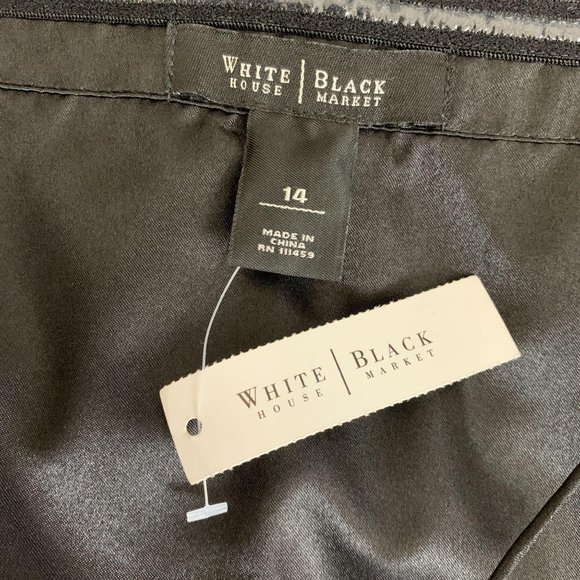 WHITE | BLACK
HOUSE | MARKET
14
MADE IN
CHINA
RN 111459
WHITE | BLACK
HOUSE | MARKET